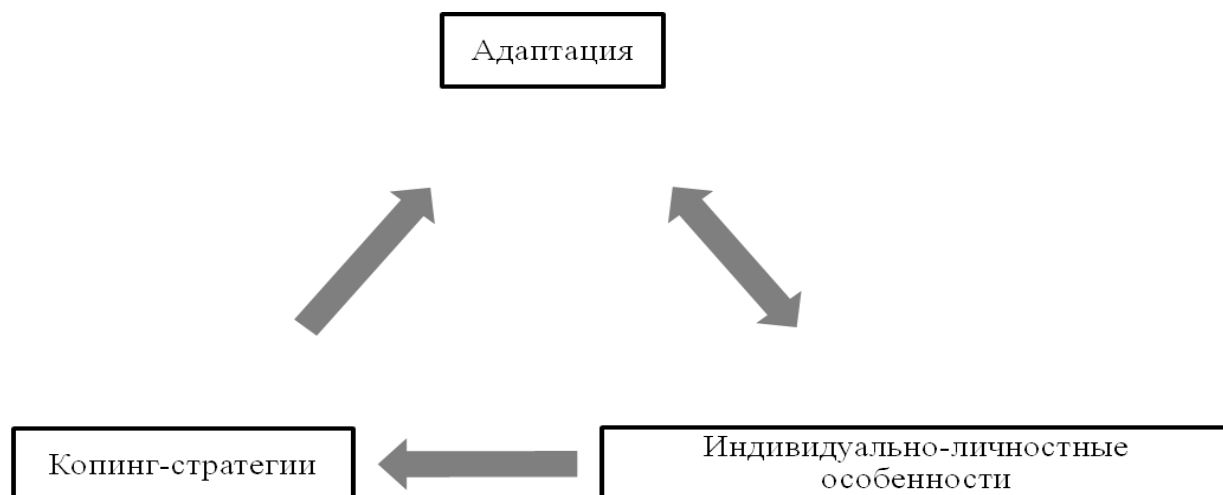 Адаптация
Копинг-стратегии
Индивидуально-личностные
особенности